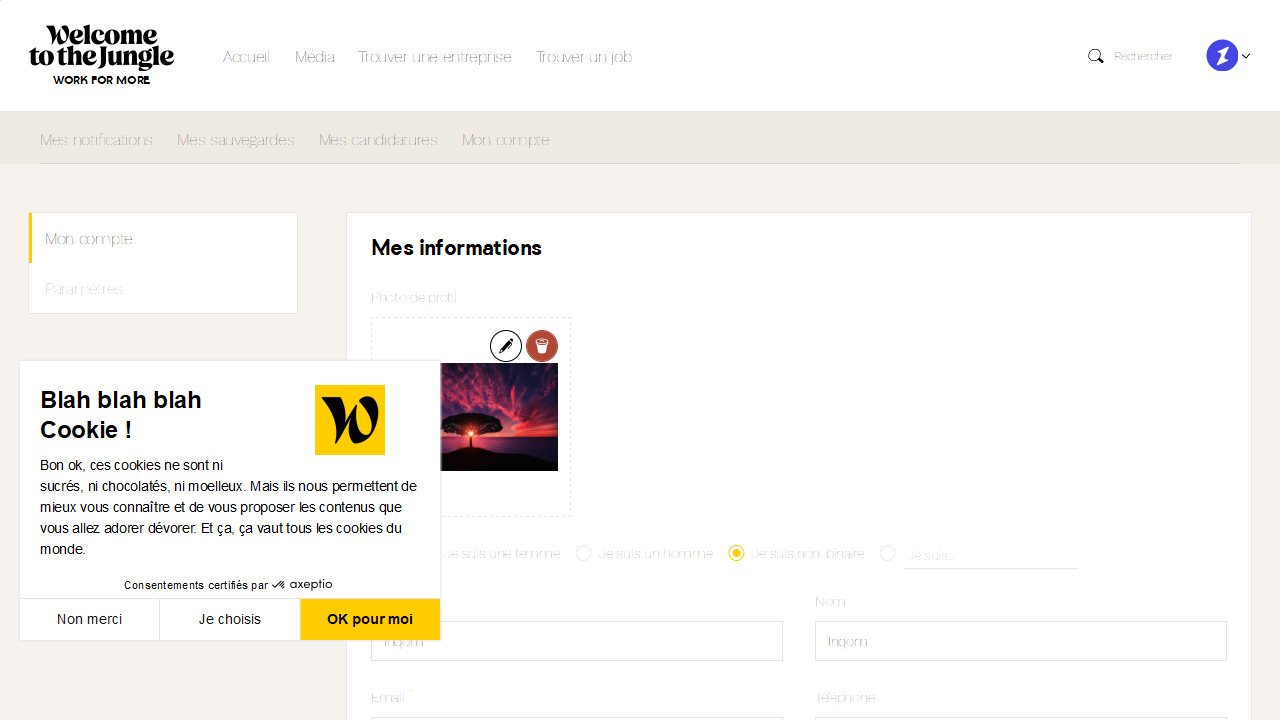 Welcome
to the Jungle
WORK FOR MORE
Accueil
Média
Trouver une entreprise
Trouver un job
Rechercher
Mes notifications
Mes sauvegardes
Mes candidatures
Mon compte
Mon compte
Paramètres
Mes informations
Photo de profil
Je suis une femme
Je suis un homme
Je suis non binaire
Je suis...
Nom
Ingom
Ingom
Email *
Téléphone
Blah blah blah
Cookie !
Bon ok, ces cookies ne sont ni
sucrés, ni chocolatés, ni moelleux. Mais ils nous permettent de
mieux vous connaître et de vous proposer les contenus que
vous allez adorer dévorer. Et ça, ça vaut tous les cookies du
monde.
Consentements certifiés par axeptio
Non merci
Je choisis
OK pour moi